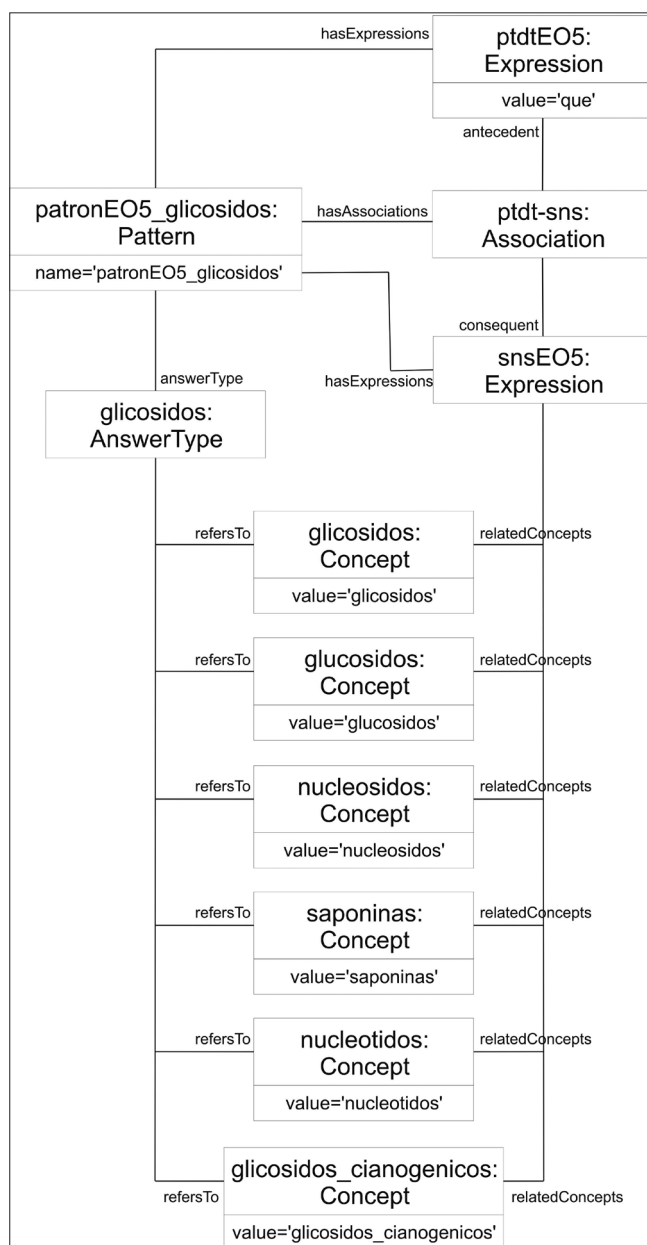 hasExpressions
ptdtEO5:
Expression
value='que'
antecedent
patronEO5_glicosidos:
Pattern
name='patronEO5_glicosidos'
hasAssociations
ptdt-sns:
Association
consequent
hasExpressions
snsEO5:
Expression
answerType
glicosidos:
AnswerType
refersTo
glicosidos:
Concept
value='glicosidos'
relatedConcepts
refersTo
glucosidos:
Concept
value='glucosidos'
relatedConcepts
refersTo
nucleosidos:
Concept
value='nucleosidos'
relatedConcepts
refersTo
saponinas:
Concept
value='saponinas'
relatedConcepts
refersTo
nucleotidos:
Concept
value='nucleotidos'
relatedConcepts
refersTo
glicosidos_cianogenicos:
Concept
value='glicosidos_cianogenicos'
relatedConcepts